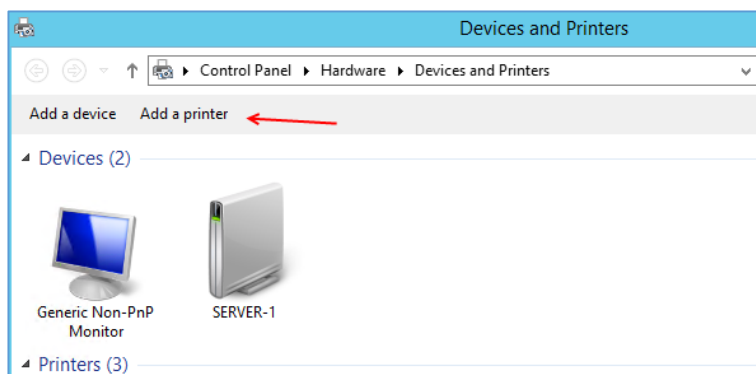 Devices and Printers
Control Panel Hardware Devices and Printers
Add a device Add a printer
Devices (2)
Generic Non-PnP
Monitor
SERVER-1
Printers (3)